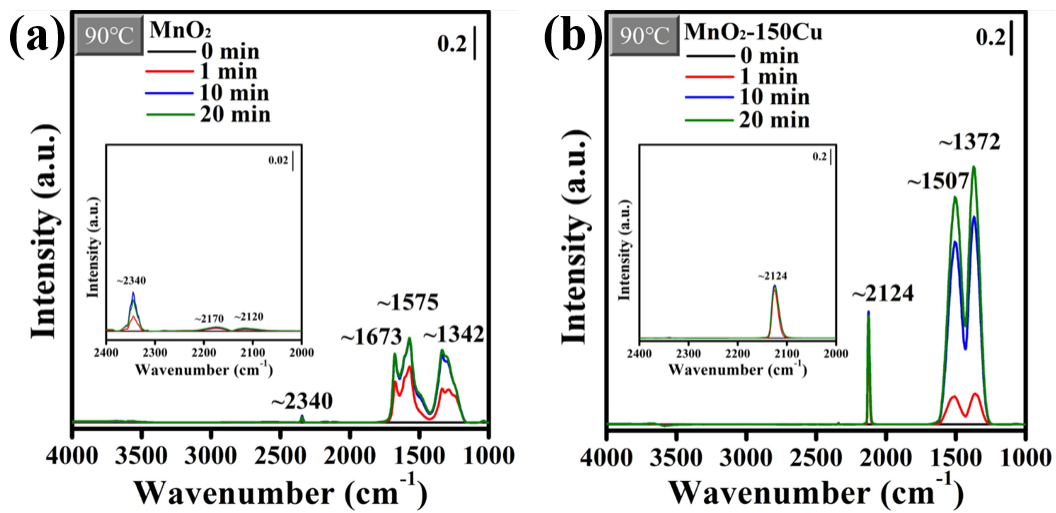 (a)
90℃
MnO₂
0 min
1 min
10 min
20 min
0.2
Intensity (a.u.)
0.02
Intensity (a.u.)
~2340
~2170
~2120
2400 2300 2200 2100 2000
Wavenumber (cm⁻¹)
~1575
~1673
~1342
~2340
4000 3500 3000 2500 2000 1500 1000
Wavenumber (cm⁻¹)
(b)
90℃
MnO₂-150Cu
0 min
1 min
10 min
20 min
0.2
Intensity (a.u.)
0.2
Intensity (a.u.)
~2124
2400 2300 2200 2100 2000
Wavenumber (cm⁻¹)
~1372
~1507
~2124
4000 3500 3000 2500 2000 1500 1000
Wavenumber (cm⁻¹)